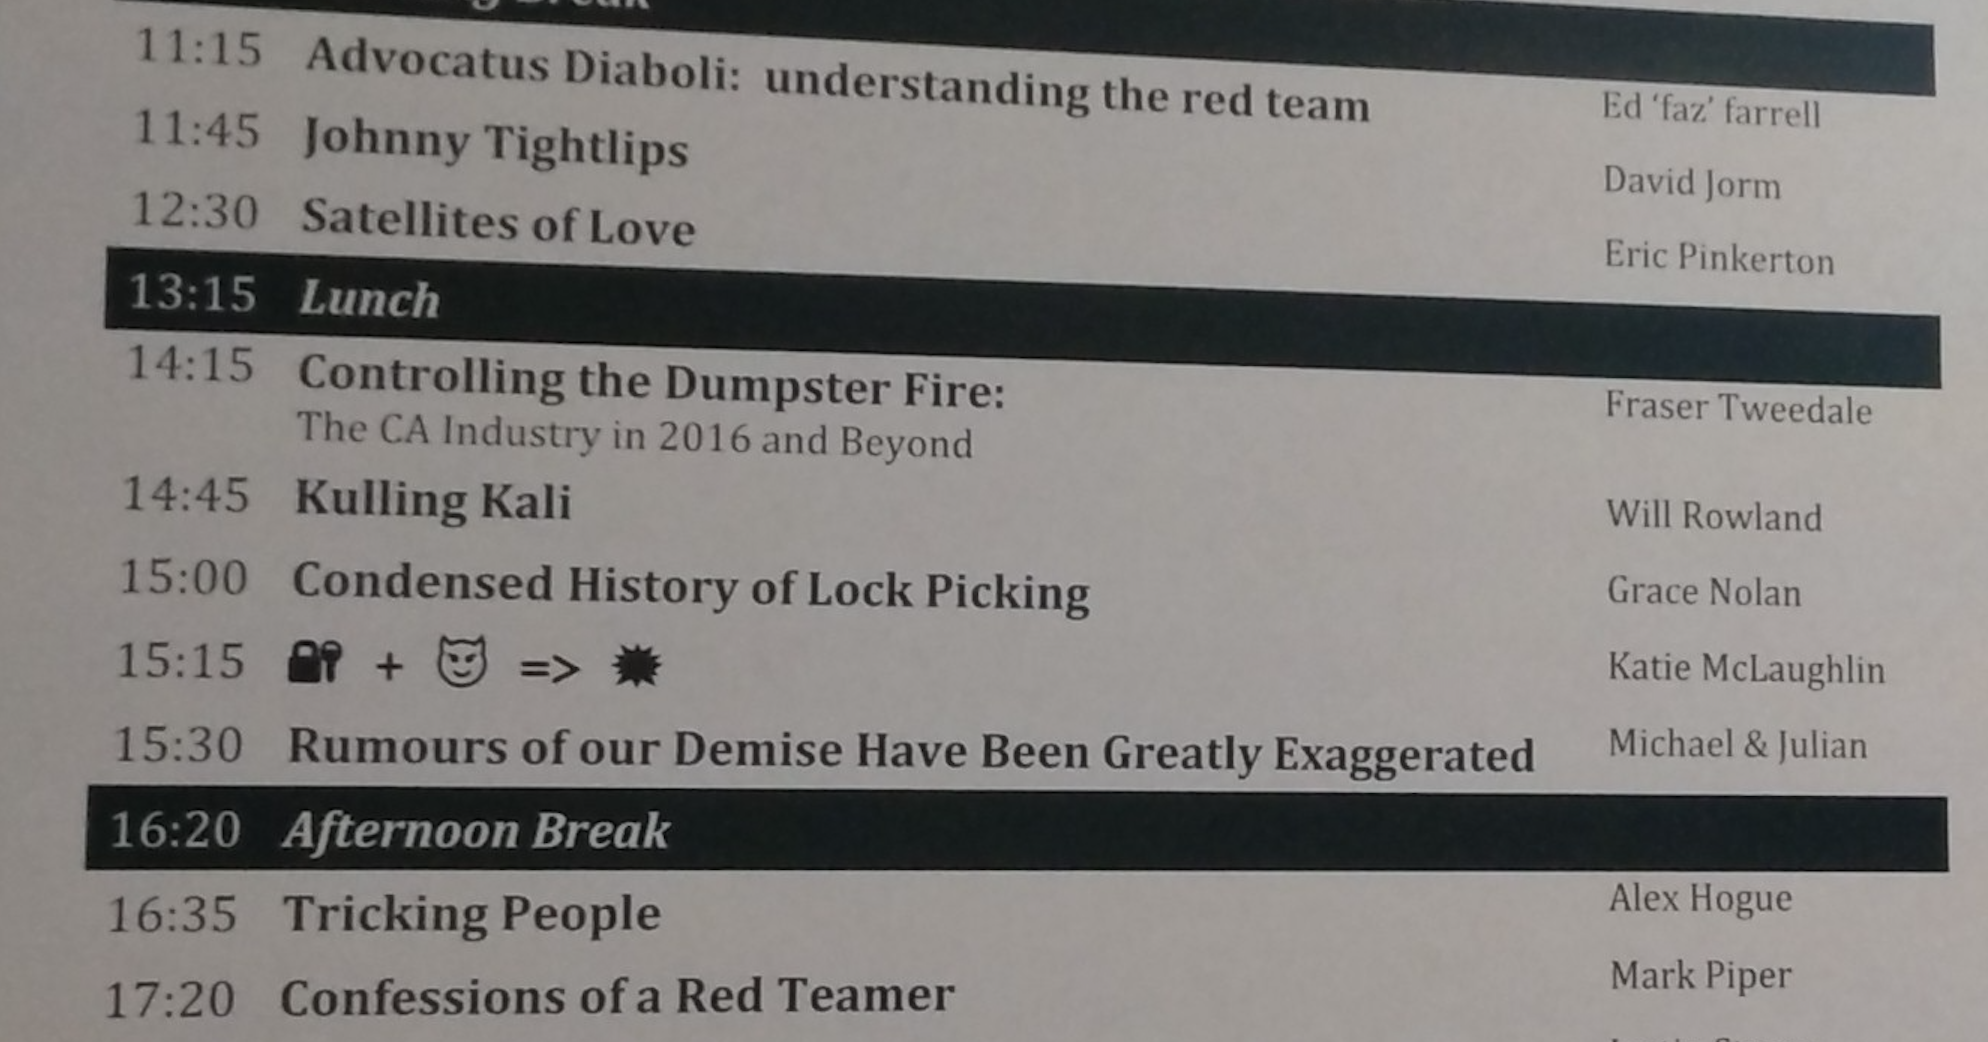 Break
11:15 Advocatus Diaboli: understanding the red team Ed ‘faz’ farrell
11:45 Johnny Tightlips David Jorm
12:30 Satellites of Love Eric Pinkerton
13:15 Lunch
14:15 Controlling the Dumpster Fire: Fraser Tweedale
The CA Industry in 2016 and Beyond
14:45 Kulling Kali Will Rowland
15:00 Condensed History of Lock Picking Grace Nolan
15:15 🔐 + 😈 => ✸ Katie McLaughlin
15:30 Rumours of our Demise Have Been Greatly Exaggerated Michael & Julian
16:20 Afternoon Break
16:35 Tricking People Alex Hogue
17:20 Confessions of a Red Teamer Mark Piper